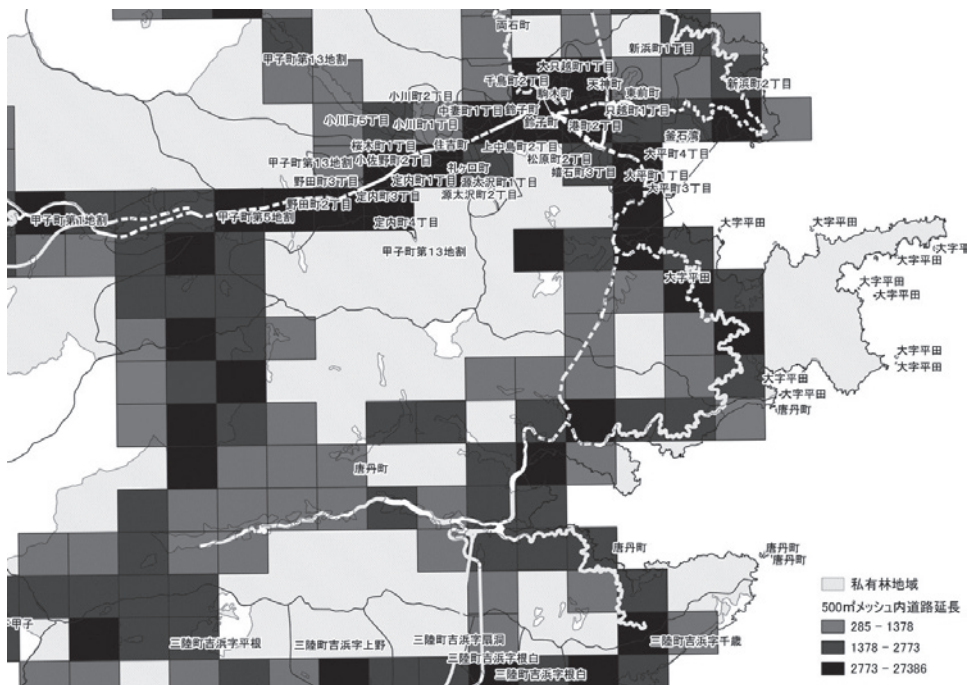 両石町
新浜町1丁目
甲子町第13地割
大只越町1丁目
千鳥町2丁目
天神町
新浜町2丁目
小川町2丁目
東前町
中妻町1丁目
鈴子町
只越町1丁目
小川町5丁目
小川町1丁目
鈴子町
港町2丁目
釜石湾
桜木町1丁目
住吉町
上中島町2丁目
大平町4丁目
甲子町第13地割
小佐野町2丁目
松原町2丁目
礼ヶ口町
嬉石町3丁目
大平町1丁目
野田町3丁目
定内町1丁目
源太沢町1丁目
大平町3丁目
定内町3丁目
源太沢町2丁目
野田町2丁目
甲子町第1地割
甲子町第5地割
定内町4丁目
大字平田
大字平田
甲子町第13地割
大字平
大字平田
大字平田
大字平田
大字平田
大字平田
大字平田
大字平田
大字平田
大字平田
唐丹町
唐丹町
唐丹町
唐丹町
唐丹町
甲子
三陸町吉浜字平根
三陸町吉浜字上野
三陸町吉浜字扇洞
三陸町吉浜字千歳
三陸町吉浜字根白
三陸町吉浜字根白
私有林地域
500㎡メッシュ内道路延長
285 - 1378
1378 - 2773
2773 - 27386